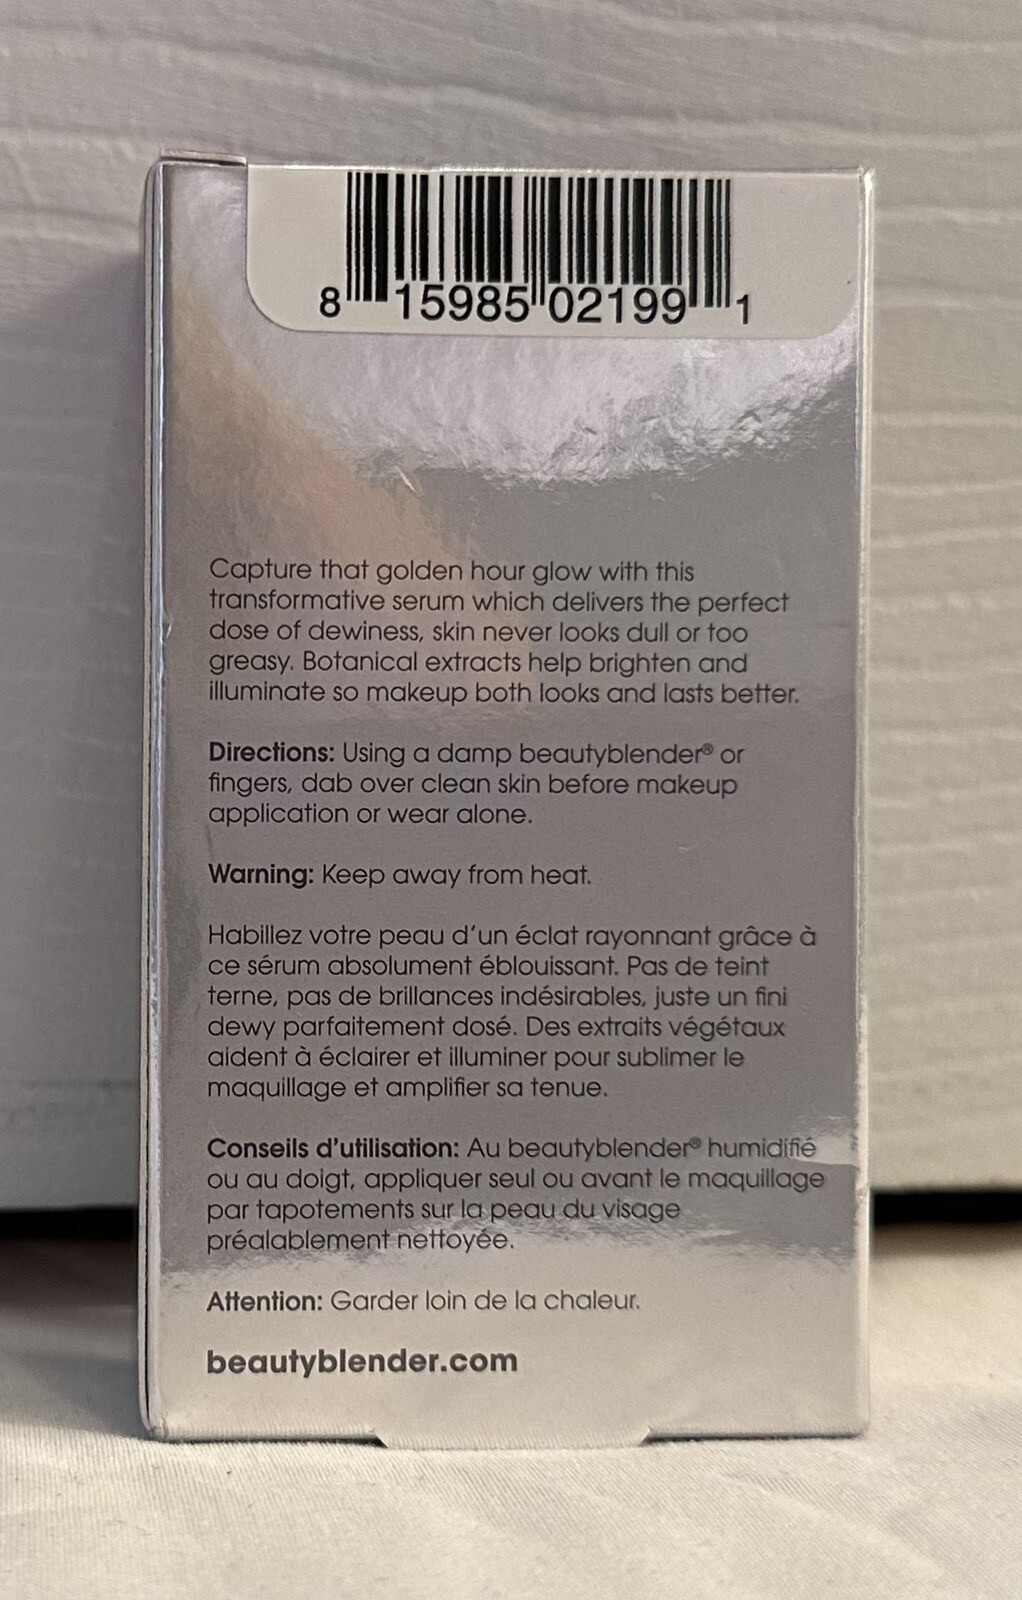 8 15985 02199 1
Capture that golden hour glow with this
transformative serum which delivers the perfect
dose of dewiness, skin never looks dull or too
greasy. Botanical extracts help brighten and
illuminate so makeup both looks and lasts better.
Directions: Using a damp beautyblender® or
fingers, dab over clean skin before makeup
application or wear alone.
Warning: Keep away from heat.
Habillez votre peau d'un éclat rayonnant grâce à
ce sérum absolument éblouissant. Pas de teint
terne, pas de brillances indésirables, juste un fini
dewy parfaitement dosé. Des extraits végétaux
aident à éclairer et illuminer pour sublimer le
maquillage et amplifier sa tenue.
Conseils d'utilisation: Au beautyblender® humidifié
ou au doigt, appliquer seul ou avant le maquillage
par tapotements sur la peau du visage
préalablement nettoyée.
Attention: Garder loin de la chaleur.
beautyblender.com